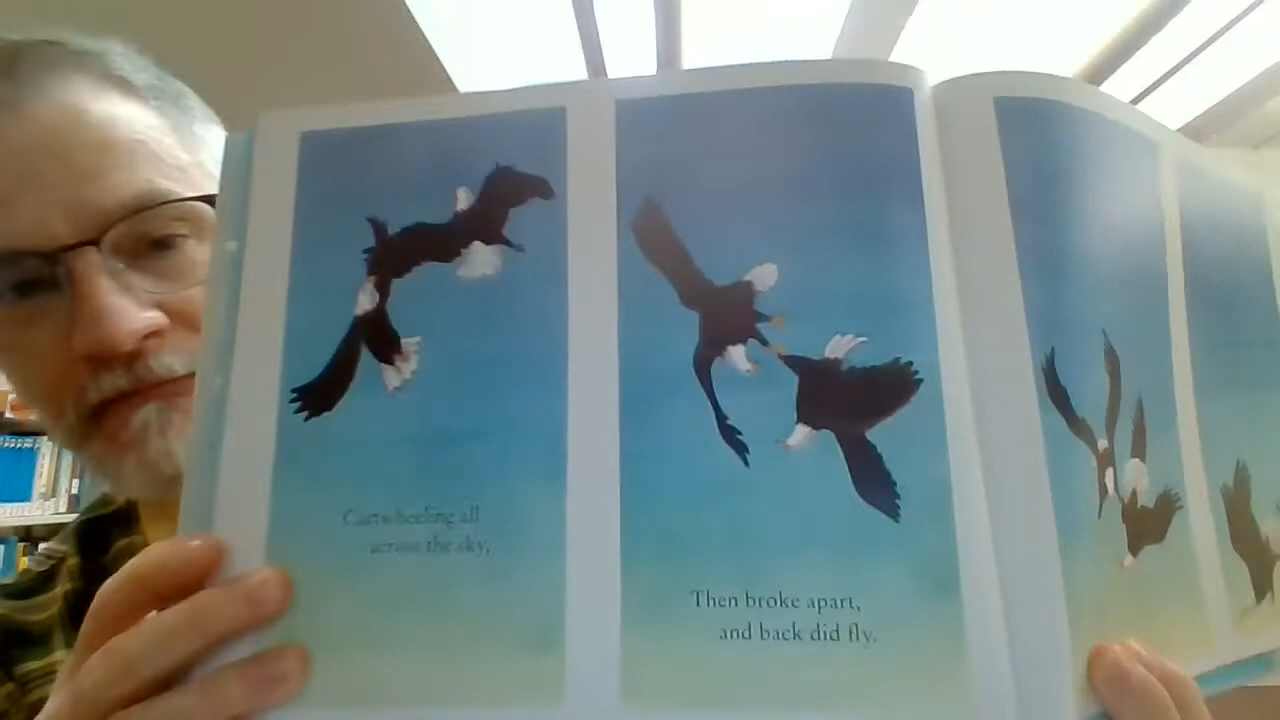 Cartwheeling all
across the sky,
Then broke apart,
and back did fly.